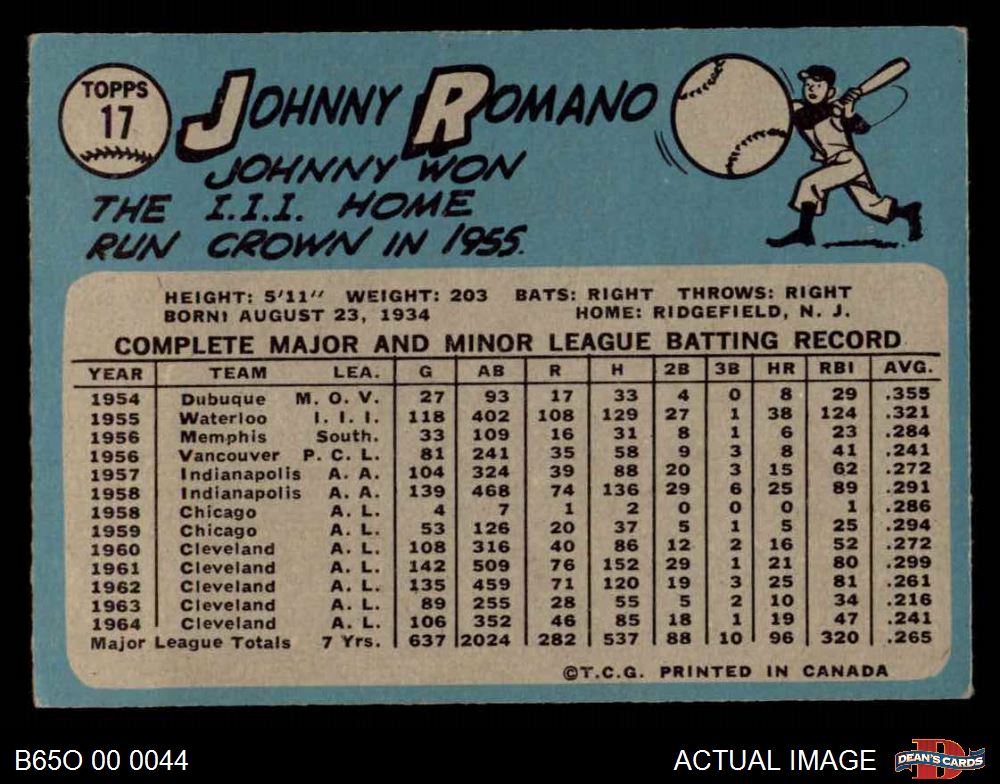 TOPPS
17
JOHNNY ROMANO
JOHNNY WON
THE I.I.I. HOME
RUN CROWN IN 1955.
HEIGHT: 5'11" WEIGHT: 203 BATS: RIGHT THROWS: RIGHT
BORN: AUGUST 23, 1934 HOME: RIDGEFIELD, N. J.
COMPLETE MAJOR AND MINOR LEAGUE BATTING RECORD
YEAR TEAM LEA. G AB R H 2B 3B HR RBI AVG.
1954 Dubuque M. O. V. 27 93 17 33 4 0 8 29 .355
1955 Waterloo I. I. I. 118 402 108 129 27 1 38 124 .321
1956 Memphis South. 33 109 16 31 8 1 6 23 .284
1956 Vancouver P. C. L. 81 241 35 58 9 3 8 41 .241
1957 Indianapolis A. A. 104 324 39 88 20 3 15 62 .272
1958 Indianapolis A. A. 139 468 74 136 29 6 25 89 .291
1958 Chicago A. L. 4 7 1 2 0 0 0 1 .286
1959 Chicago A. L. 53 126 20 37 5 1 5 25 .294
1960 Cleveland A. L. 108 316 40 86 12 2 16 52 .272
1961 Cleveland A. L. 142 509 76 152 29 1 21 80 .299
1962 Cleveland A. L. 135 459 71 120 19 3 25 81 .261
1963 Cleveland A. L. 89 255 28 55 5 2 10 34 .216
1964 Cleveland A. L. 106 352 46 85 18 1 19 47 .241
Major League Totals 7 Yrs. 637 2024 282 537 88 10 96 320 .265
©T.C.G. PRINTED IN CANADA
B65O 00 0044
ACTUAL IMAGE
D
DEAN'S CARDS